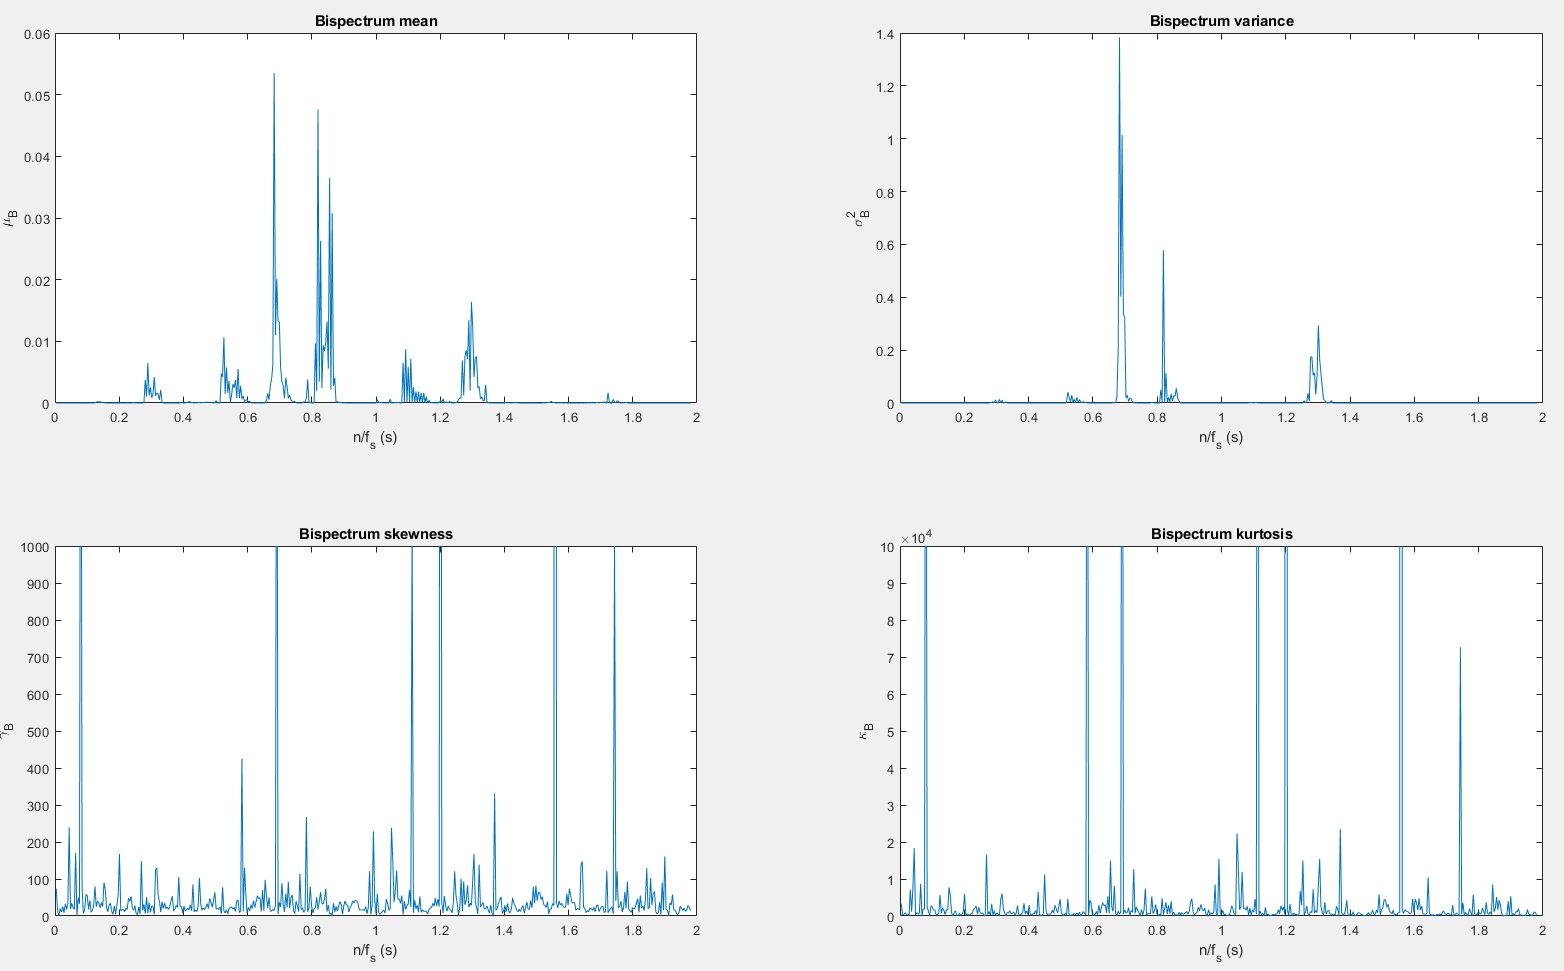 Bispectrum mean
0.06
0.05
0.04
0.03
0.02
0.01
0
μB
0 0.2 0.4 0.6 0.8 1 1.2 1.4 1.6 1.8 2
n/fs (s)
Bispectrum variance
1.4
1.2
1
0.8
0.6
0.4
0.2
0
σ2B
0 0.2 0.4 0.6 0.8 1 1.2 1.4 1.6 1.8 2
n/fs (s)
Bispectrum skewness
1000
900
800
700
600
500
400
300
200
100
0
γB
0 0.2 0.4 0.6 0.8 1 1.2 1.4 1.6 1.8 2
n/fs (s)
Bispectrum kurtosis
×104
10
9
8
7
6
5
4
3
2
1
0
κB
0 0.2 0.4 0.6 0.8 1 1.2 1.4 1.6 1.8 2
n/fs (s)